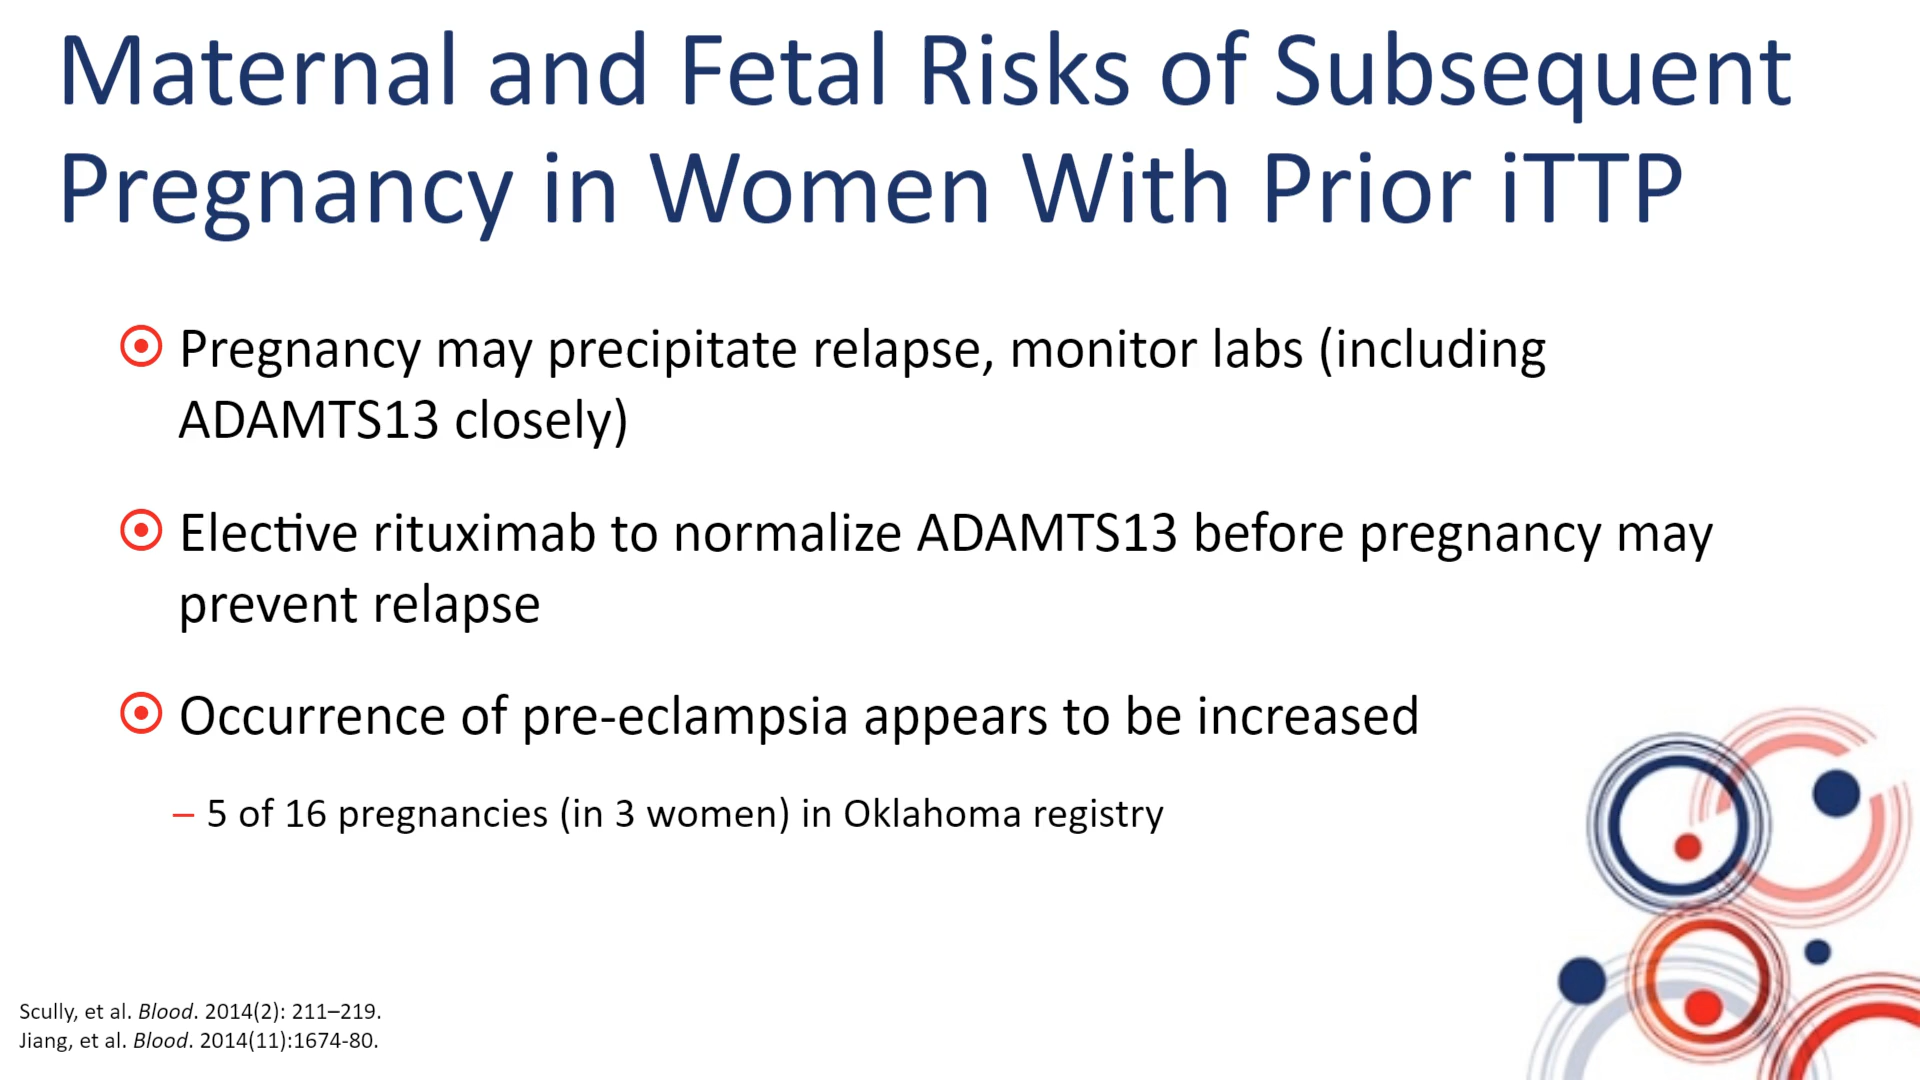 Maternal and Fetal Risks of Subsequent
Pregnancy in Women With Prior iTTP
Pregnancy may precipitate relapse, monitor labs (including
ADAMTS13 closely)
Elective rituximab to normalize ADAMTS13 before pregnancy may
prevent relapse
Occurrence of pre-eclampsia appears to be increased
– 5 of 16 pregnancies (in 3 women) in Oklahoma registry
Scully, et al. Blood. 2014(2): 211–219.
Jiang, et al. Blood. 2014(11):1674-80.